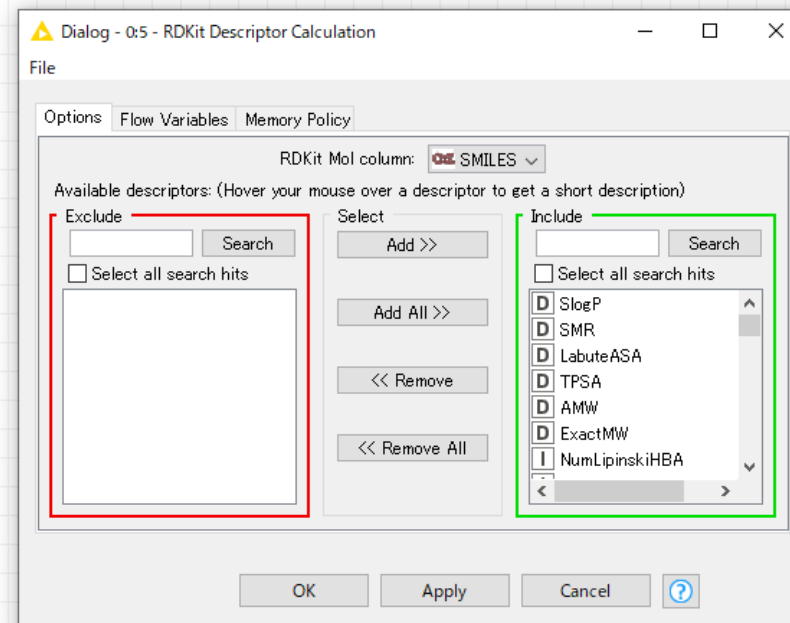 Dialog - 0:5 - RDKit Descriptor Calculation
File
Options Flow Variables Memory Policy
RDKit Mol column: SMILES
Available descriptors: (Hover your mouse over a descriptor to get a short description)
Exclude
Search
Select all search hits
Select
Add >>
Add All >>
<< Remove
<< Remove All
Include
Search
Select all search hits
D SlogP
D SMR
D LabuteASA
D TPSA
D AMW
D ExactMW
I NumLipinskiHBA
OK Apply Cancel ?